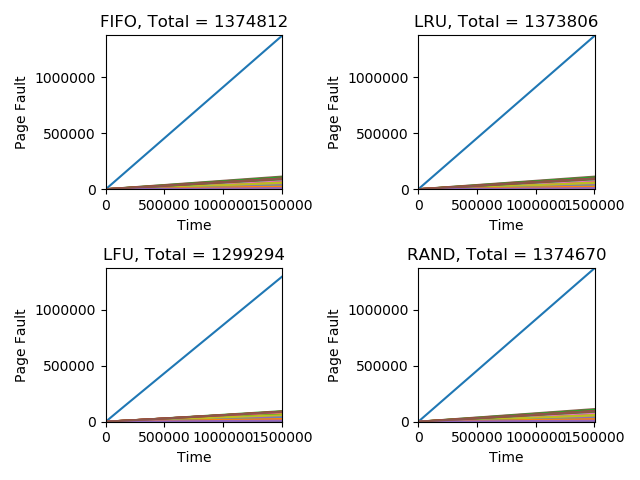 FIFO, Total = 1374812
Page Fault
1000000
500000
0
0 500000 1000000 1500000
Time
LRU, Total = 1373806
Page Fault
1000000
500000
0
0 500000 1000000 1500000
Time
LFU, Total = 1299294
Page Fault
1000000
500000
0
0 500000 1000000 1500000
Time
RAND, Total = 1374670
Page Fault
1000000
500000
0
0 500000 1000000 1500000
Time